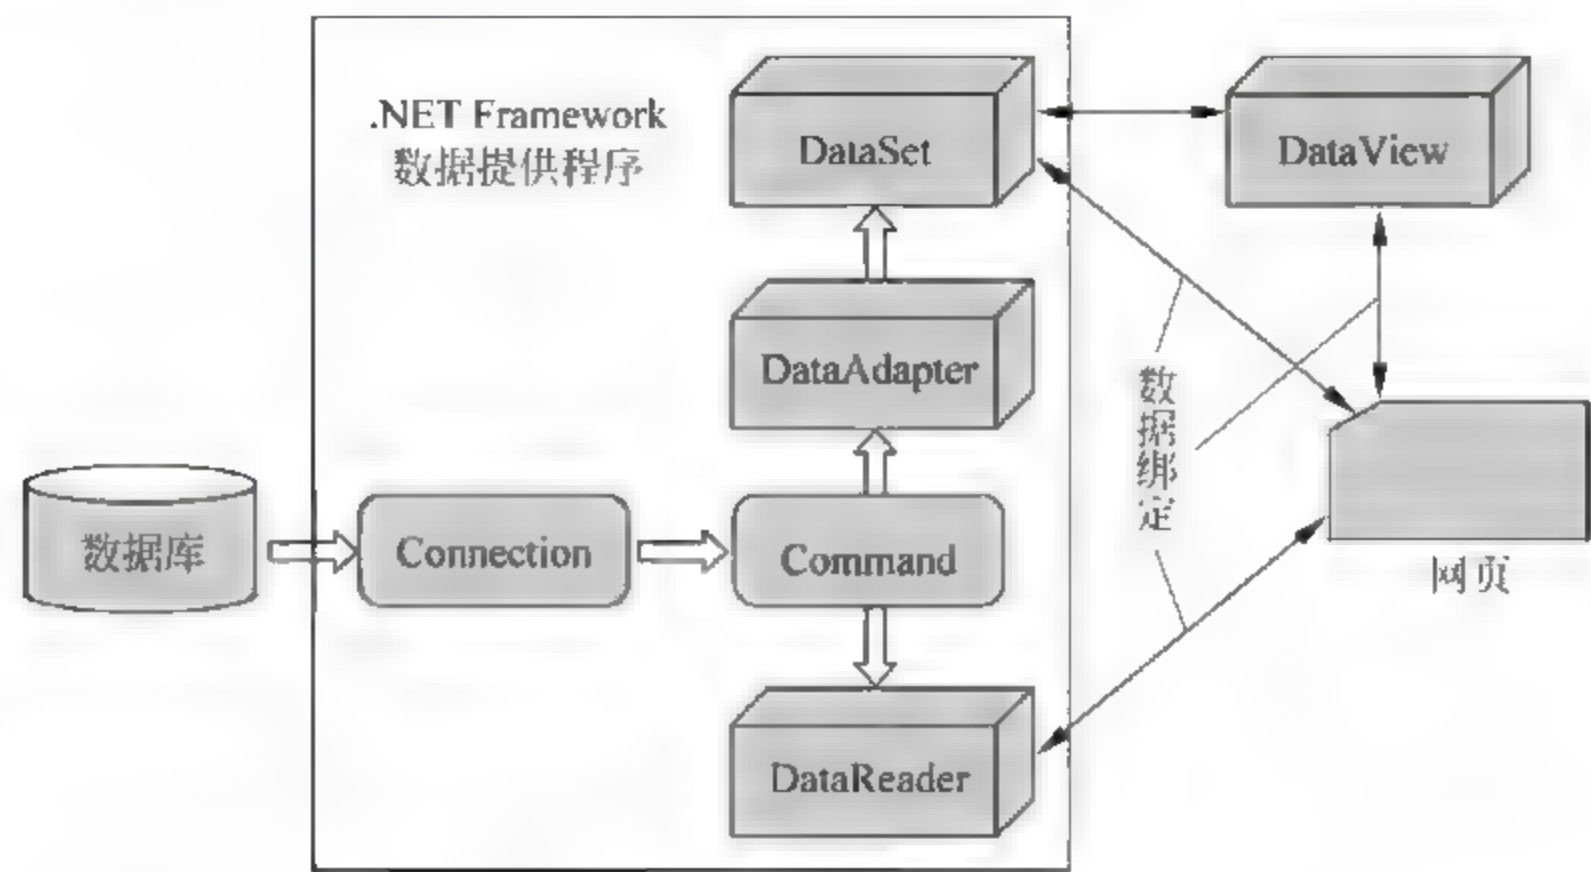 .NET Framework
数据提供程序
DataSet
DataView
DataAdapter
数据绑定
数据库
Connection
Command
网页
DataReader